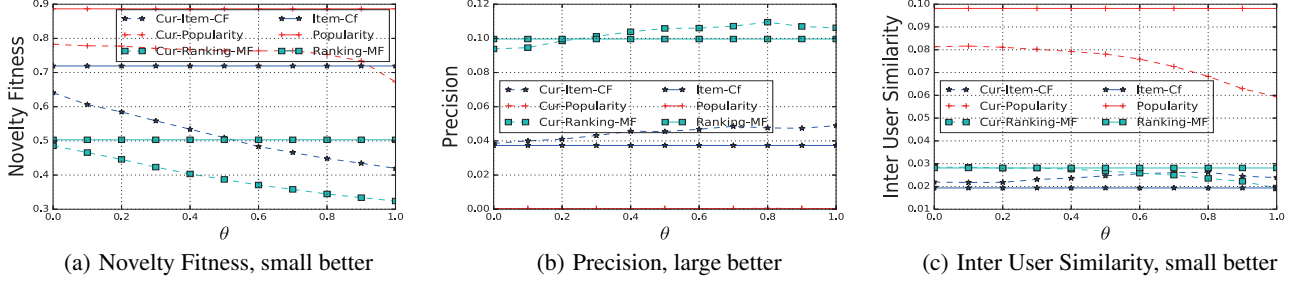 0.9
0.8
0.7
0.6
0.5
0.4
0.3
Novelty Fitness
Cur-Item-CF
Item-Cf
Cur-Popularity
Popularity
Cur-Ranking-MF
Ranking-MF
0.0 0.2 0.4 0.6 0.8 1.0
θ
(a) Novelty Fitness, small better
0.12
0.10
0.08
0.06
0.04
0.02
0.00
Precision
Cur-Item-CF
Item-Cf
Cur-Popularity
Popularity
Cur-Ranking-MF
Ranking-MF
0.0 0.2 0.4 0.6 0.8 1.0
θ
(b) Precision, large better
0.10
0.09
0.08
0.07
0.06
0.05
0.04
0.03
0.02
0.01
Inter User Similarity
Cur-Item-CF
Item-Cf
Cur-Popularity
Popularity
Cur-Ranking-MF
Ranking-MF
0.0 0.2 0.4 0.6 0.8 1.0
θ
(c) Inter User Similarity, small better